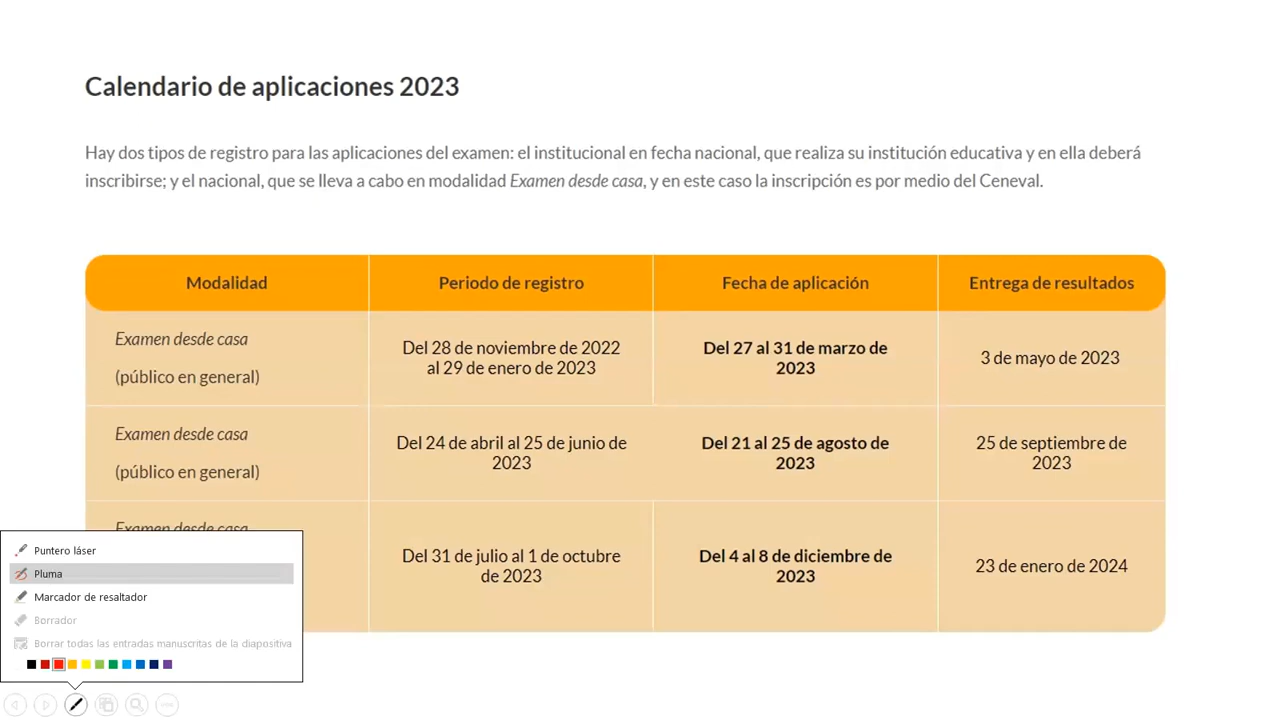 Calendario de aplicaciones 2023
Hay dos tipos de registro para las aplicaciones del examen: el institucional en fecha nacional, que realiza su institución educativa y en ella deberá
inscribirse; y el nacional, que se lleva a cabo en modalidad Examen desde casa, y en este caso la inscripción es por medio del Ceneval.
Modalidad
Periodo de registro
Fecha de aplicación
Entrega de resultados
Examen desde casa
(público en general)
Del 28 de noviembre de 2022
al 29 de enero de 2023
Del 27 al 31 de marzo de
2023
3 de mayo de 2023
Examen desde casa
(público en general)
Del 24 de abril al 25 de junio de
2023
Del 21 al 25 de agosto de
2023
25 de septiembre de
2023
Examen desde casa
Del 31 de julio al 1 de octubre
de 2023
Del 4 al 8 de diciembre de
2023
23 de enero de 2024
Puntero láser
Pluma
Marcador de resaltador
Borrador
Borrar todas las entradas manuscritas de la diapositiva